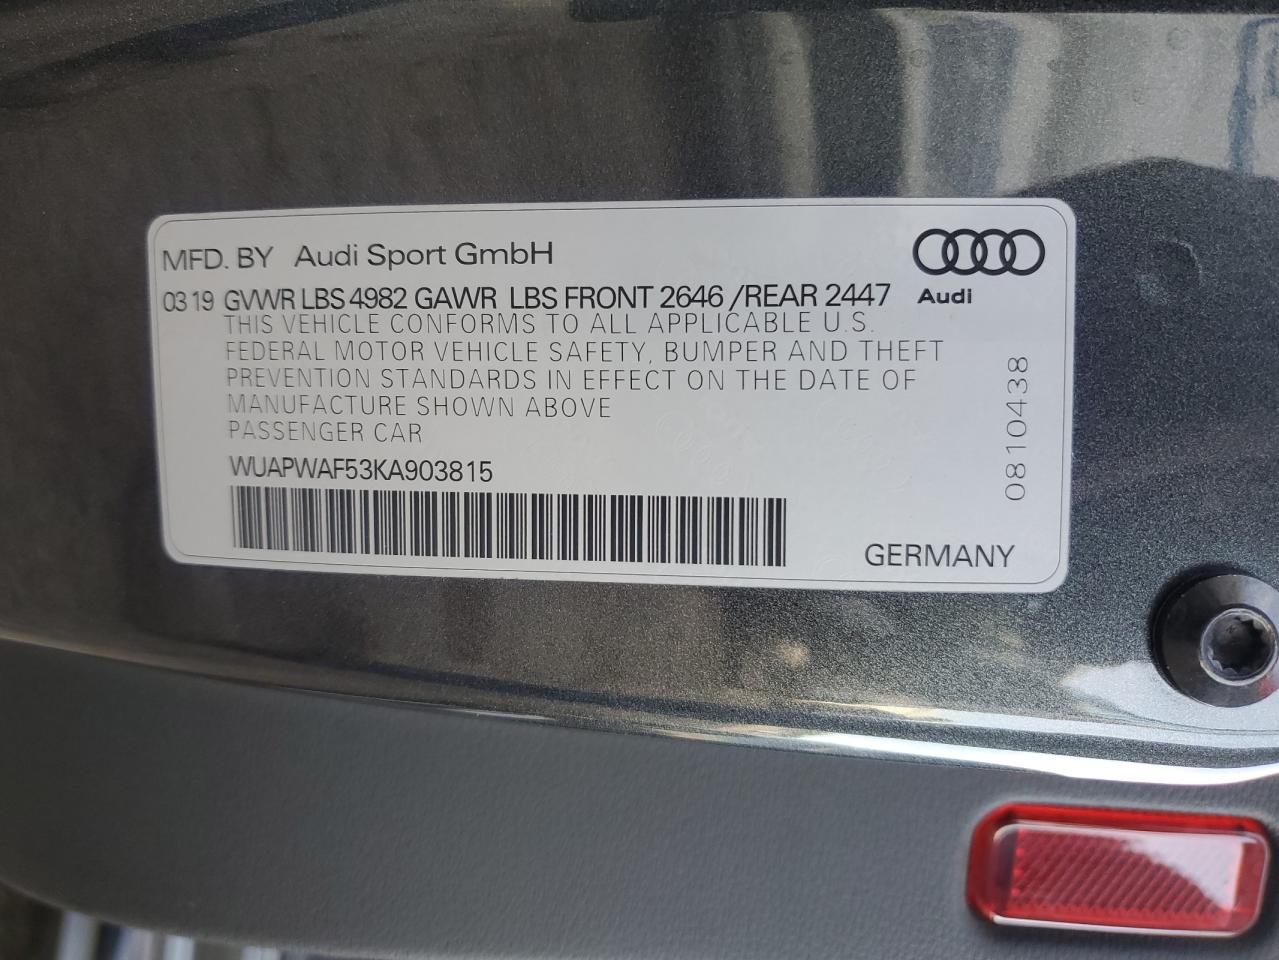 MFD. BY Audi Sport GmbH
03 19 GVWR LBS 4982 GAWR LBS FRONT 2646 /REAR 2447
Audi
THIS VEHICLE CONFORMS TO ALL APPLICABLE U.S.
FEDERAL MOTOR VEHICLE SAFETY, BUMPER AND THEFT
PREVENTION STANDARDS IN EFFECT ON THE DATE OF
MANUFACTURE SHOWN ABOVE
PASSENGER CAR
WUAPWAF53KA903815
0810438
GERMANY